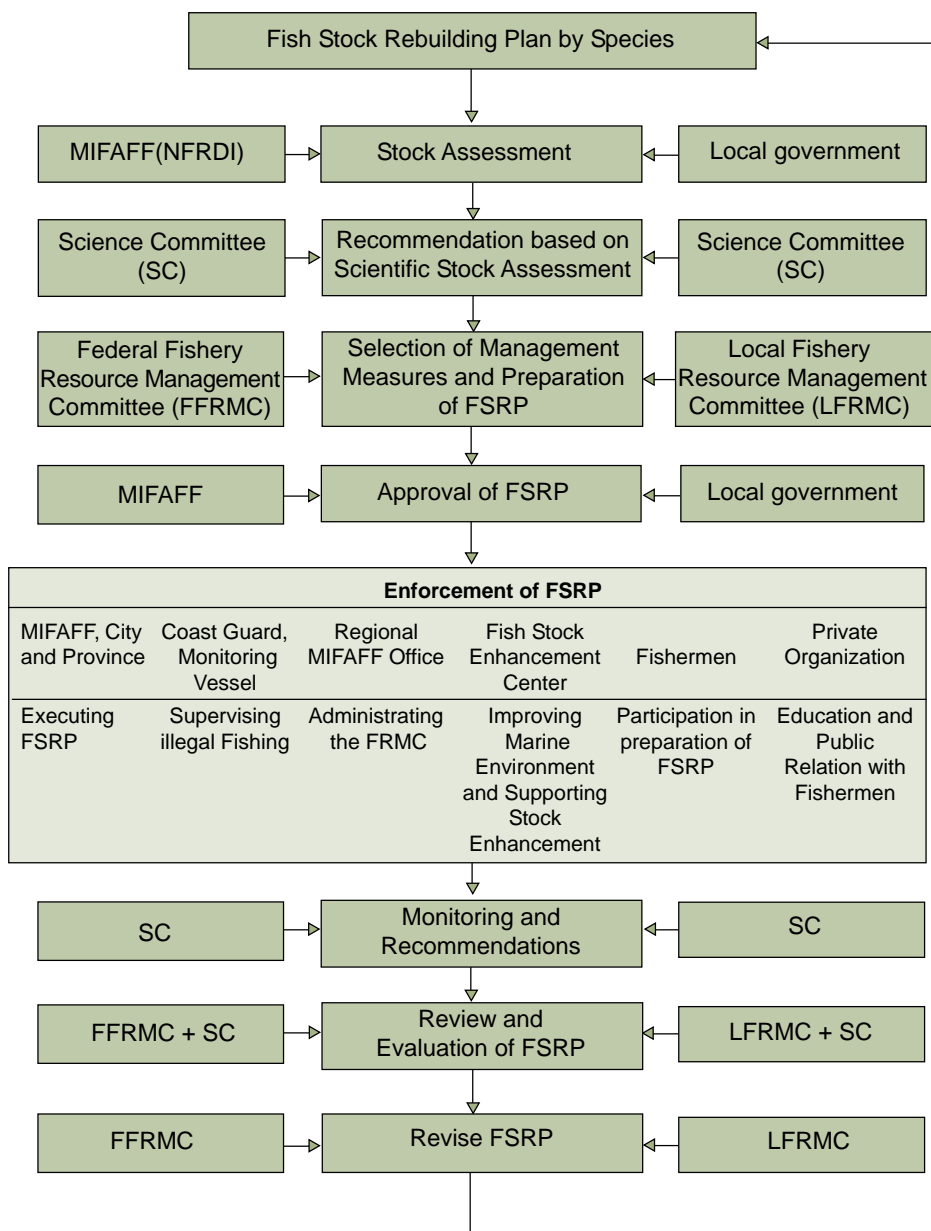 Fish Stock Rebuilding Plan by Species
MIFAFF(NFRDI)
Stock Assessment
Local government
Science Committee
(SC)
Recommendation based on
Scientific Stock Assessment
Science Committee
(SC)
Federal Fishery
Resource Management
Committee (FFRMC)
Selection of Management
Measures and Preparation
of FSRP
Local Fishery
Resource Management
Committee (LFRMC)
MIFAFF
Approval of FSRP
Local government
Enforcement of FSRP
MIFAFF, City
and Province
Coast Guard,
Monitoring
Vessel
Regional
MIFAFF Office
Fish Stock
Enhancement
Center
Fishermen
Private
Organization
Executing
FSRP
Supervising
illegal Fishing
Administrating
the FRMC
Improving
Marine
Environment
and Supporting
Stock
Enhancement
Participation in
preparation of
FSRP
Education and
Public
Relation with
Fishermen
SC
Monitoring and
Recommendations
SC
FFRMC + SC
Review and
Evaluation of FSRP
LFRMC + SC
FFRMC
Revise FSRP
LFRMC